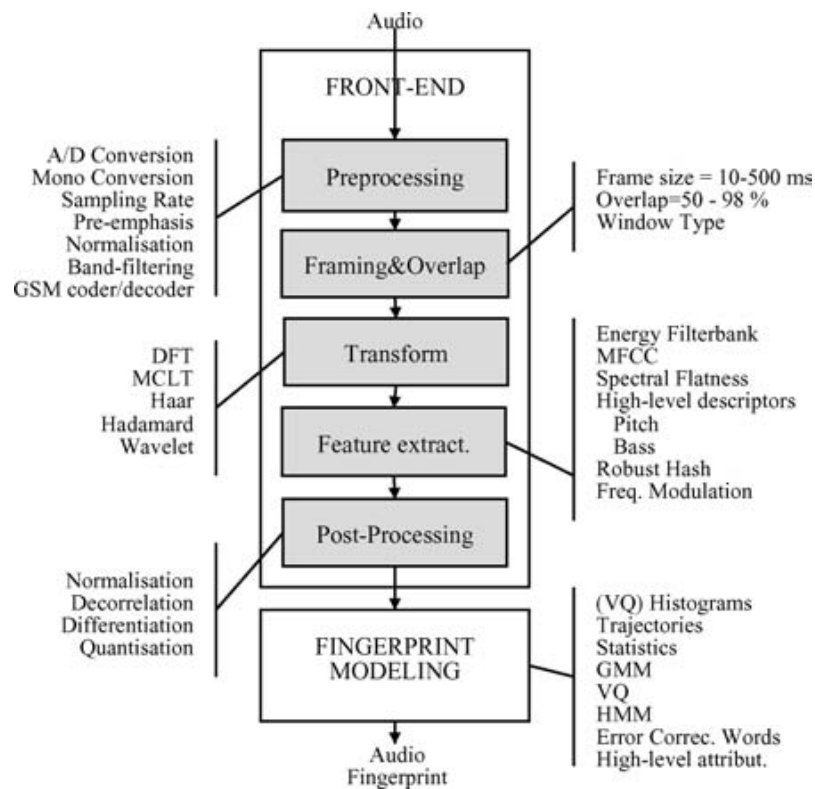 Audio
FRONT-END
A/D Conversion
Mono Conversion
Sampling Rate
Pre-emphasis
Normalisation
Band-filtering
GSM coder/decoder
Preprocessing
Frame size = 10-500 ms
Overlap=50 - 98 %
Window Type
Framing&Overlap
DFT
MCLT
Haar
Hadamard
Wavelet
Transform
Energy Filterbank
MFCC
Spectral Flatness
High-level descriptors
Pitch
Bass
Robust Hash
Freq. Modulation
Feature extract.
Post-Processing
Normalisation
Decorrelation
Differentiation
Quantisation
FINGERPRINT
MODELING
(VQ) Histograms
Trajectories
Statistics
GMM
VQ
HMM
Error Correc. Words
High-level attribut.
Audio
Fingerprint